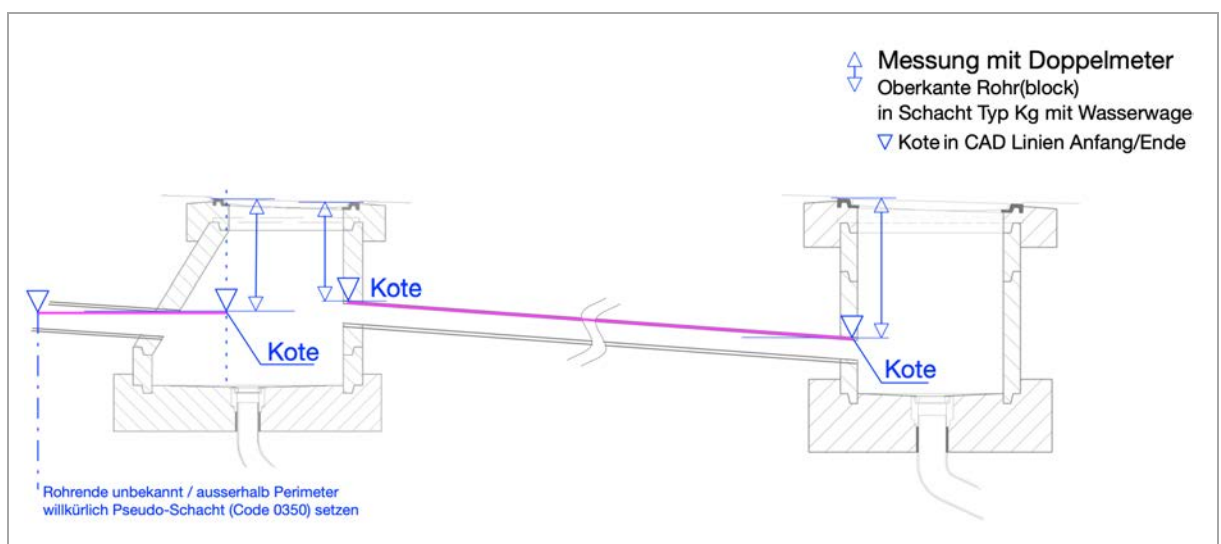 Messung mit Doppelmeter
Oberkante Rohr(block)
in Schacht Typ Kg mit Wasserwage
Kote in CAD Linien Anfang/Ende
Kote
Kote
Kote
Rohrende unbekannt / ausserhalb Perimeter
willkürlich Pseudo-Schacht (Code 0350) setzen